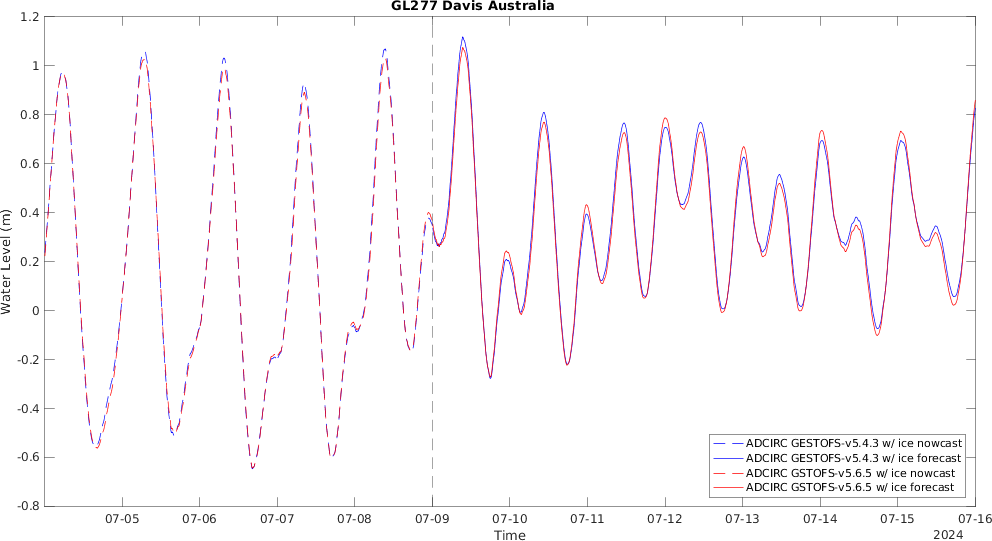 GL277 Davis Australia
1.2
1
0.8
0.6
0.4
0.2
0
-0.2
-0.4
-0.6
-0.8
Water Level (m)
ADCIRC GESTOFS-v5.4.3 w/ ice nowcast
ADCIRC GESTOFS-v5.4.3 w/ ice forecast
ADCIRC GSTOFS-v5.6.5 w/ ice nowcast
ADCIRC GSTOFS-v5.6.5 w/ ice forecast
07-05 07-06 07-07 07-08 07-09 07-10 07-11 07-12 07-13 07-14 07-15 07-16
Time
2024